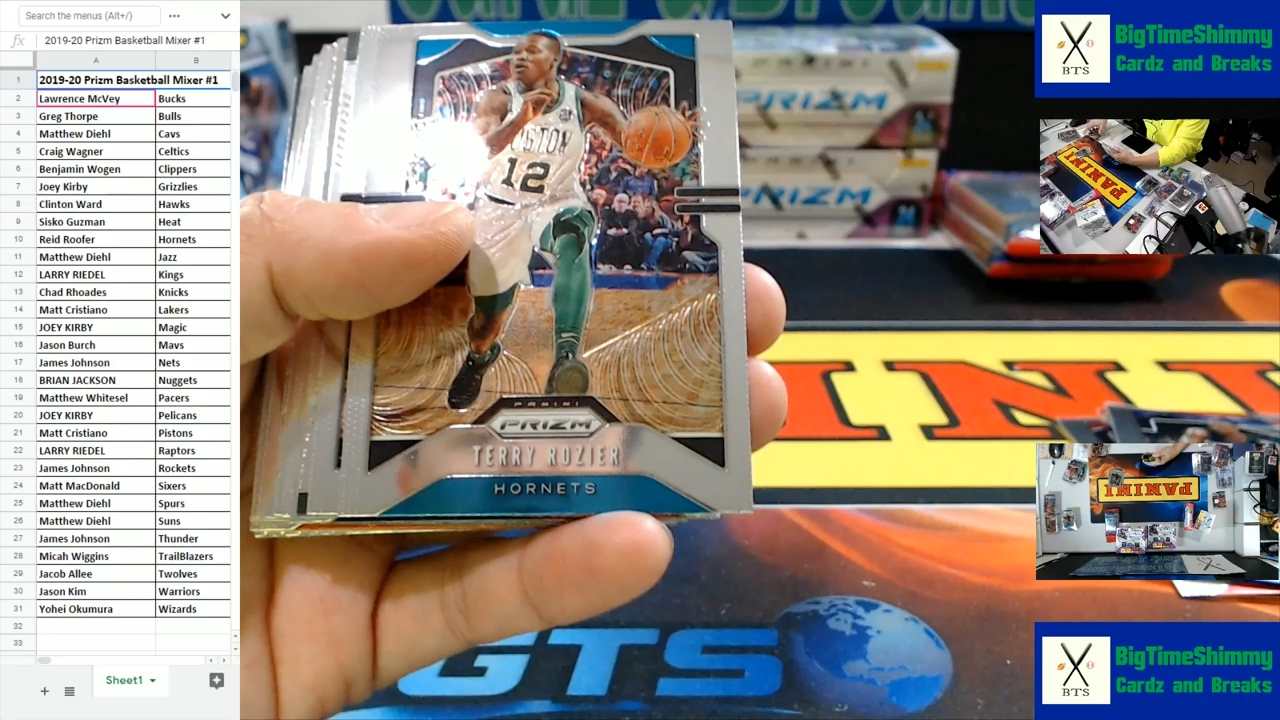 Search the menus (Alt+/)
fx 2019-20 Prizm Basketball Mixer #1
A B
1 2019-20 Prizm Basketball Mixer #1
2 Lawrence McVey Bucks
3 Greg Thorpe Bulls
4 Matthew Diehl Cavs
5 Craig Wagner Celtics
6 Benjamin Wogen Clippers
7 Joey Kirby Grizzlies
8 Clinton Ward Hawks
9 Sisko Guzman Heat
10 Reid Roofer Hornets
11 Matthew Diehl Jazz
12 LARRY RIEDEL Kings
13 Chad Rhoades Knicks
14 Matt Cristiano Lakers
15 JOEY KIRBY Magic
16 Jason Burch Mavs
17 James Johnson Nets
18 BRIAN JACKSON Nuggets
19 Matthew Whitesel Pacers
20 JOEY KIRBY Pelicans
21 Matt Cristiano Pistons
22 LARRY RIEDEL Raptors
23 James Johnson Rockets
24 Matt MacDonald Sixers
25 Matthew Diehl Spurs
26 Matthew Diehl Suns
27 James Johnson Thunder
28 Micah Wiggins TrailBlazers
29 Jacob Allee Twolves
30 Jason Kim Warriors
31 Yohei Okumura Wizards
32
33
Sheet1
12
PANINI
PRIZM
TERRY ROZIER
HORNETS
PRIZM
PRIZM
GTS
BTS
BigTimeShimmy
Cardz and Breaks
PANINI
PANINI
BTS
BigTimeShimmy
Cardz and Breaks